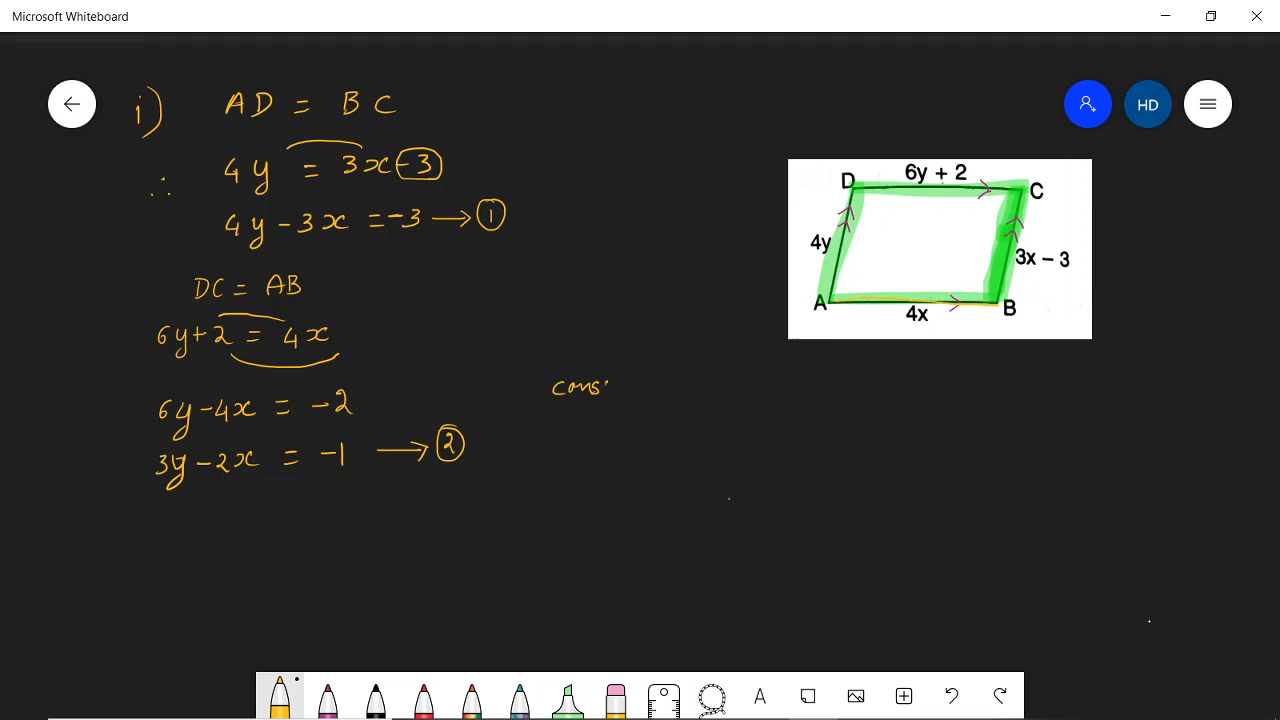 Microsoft Whiteboard
HD
i) AD = BC
∴ 4y = 3x - 3
4y - 3x = -3 → ①
DC = AB
6y + 2 = 4x
6y - 4x = -2
3y - 2x = -1 → ②
cons
D 6y + 2 C
4y
3x - 3
A 4x B
A